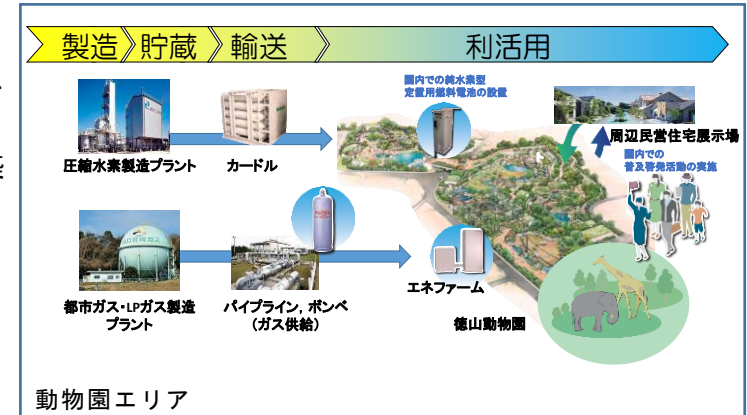 製造
貯蔵
輸送
利活用
園内での純水素型
定置用燃料電池の設置
周辺民営住宅展示場
園内での
普及啓発活動の実施
圧縮水素製造プラント
カードル
都市ガス・LPガス製造
プラント
パイプライン，ボンベ
（ガス供給）
エネファーム
徳山動物園
動物園エリア